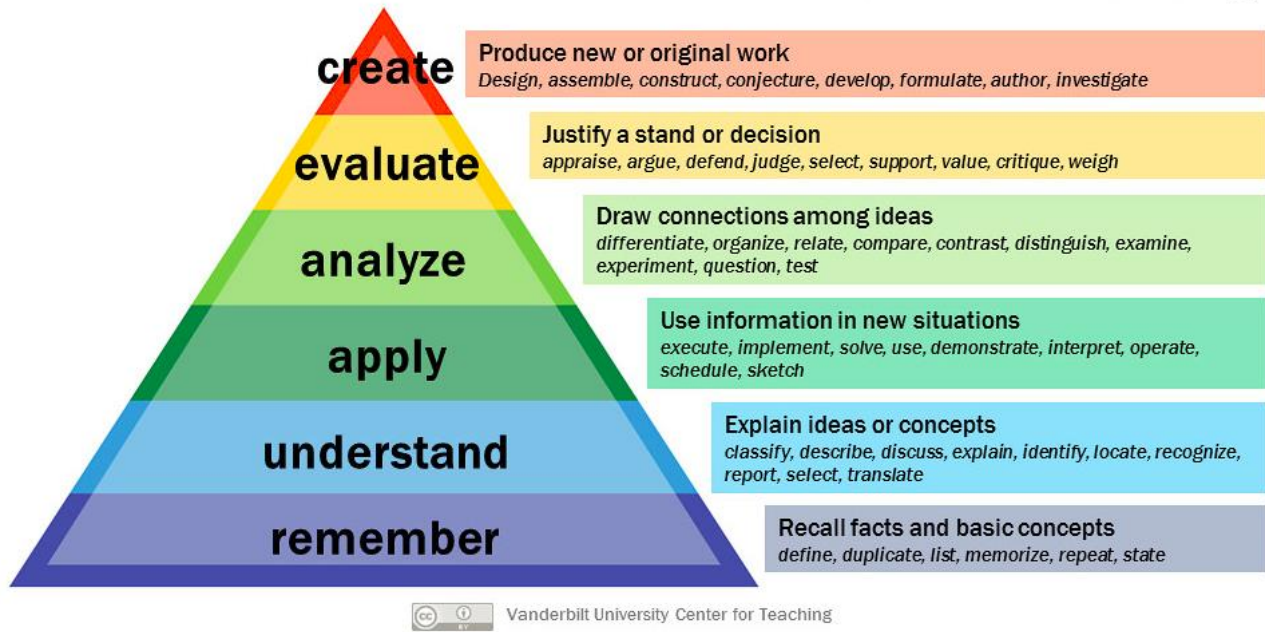 create
Produce new or original work
Design, assemble, construct, conjecture, develop, formulate, author, investigate
evaluate
Justify a stand or decision
appraise, argue, defend, judge, select, support, value, critique, weigh
analyze
Draw connections among ideas
differentiate, organize, relate, compare, contrast, distinguish, examine,
experiment, question, test
apply
Use information in new situations
execute, implement, solve, use, demonstrate, interpret, operate,
schedule, sketch
understand
Explain ideas or concepts
classify, describe, discuss, explain, identify, locate, recognize,
report, select, translate
remember
Recall facts and basic concepts
define, duplicate, list, memorize, repeat, state
cc BY Vanderbilt University Center for Teaching